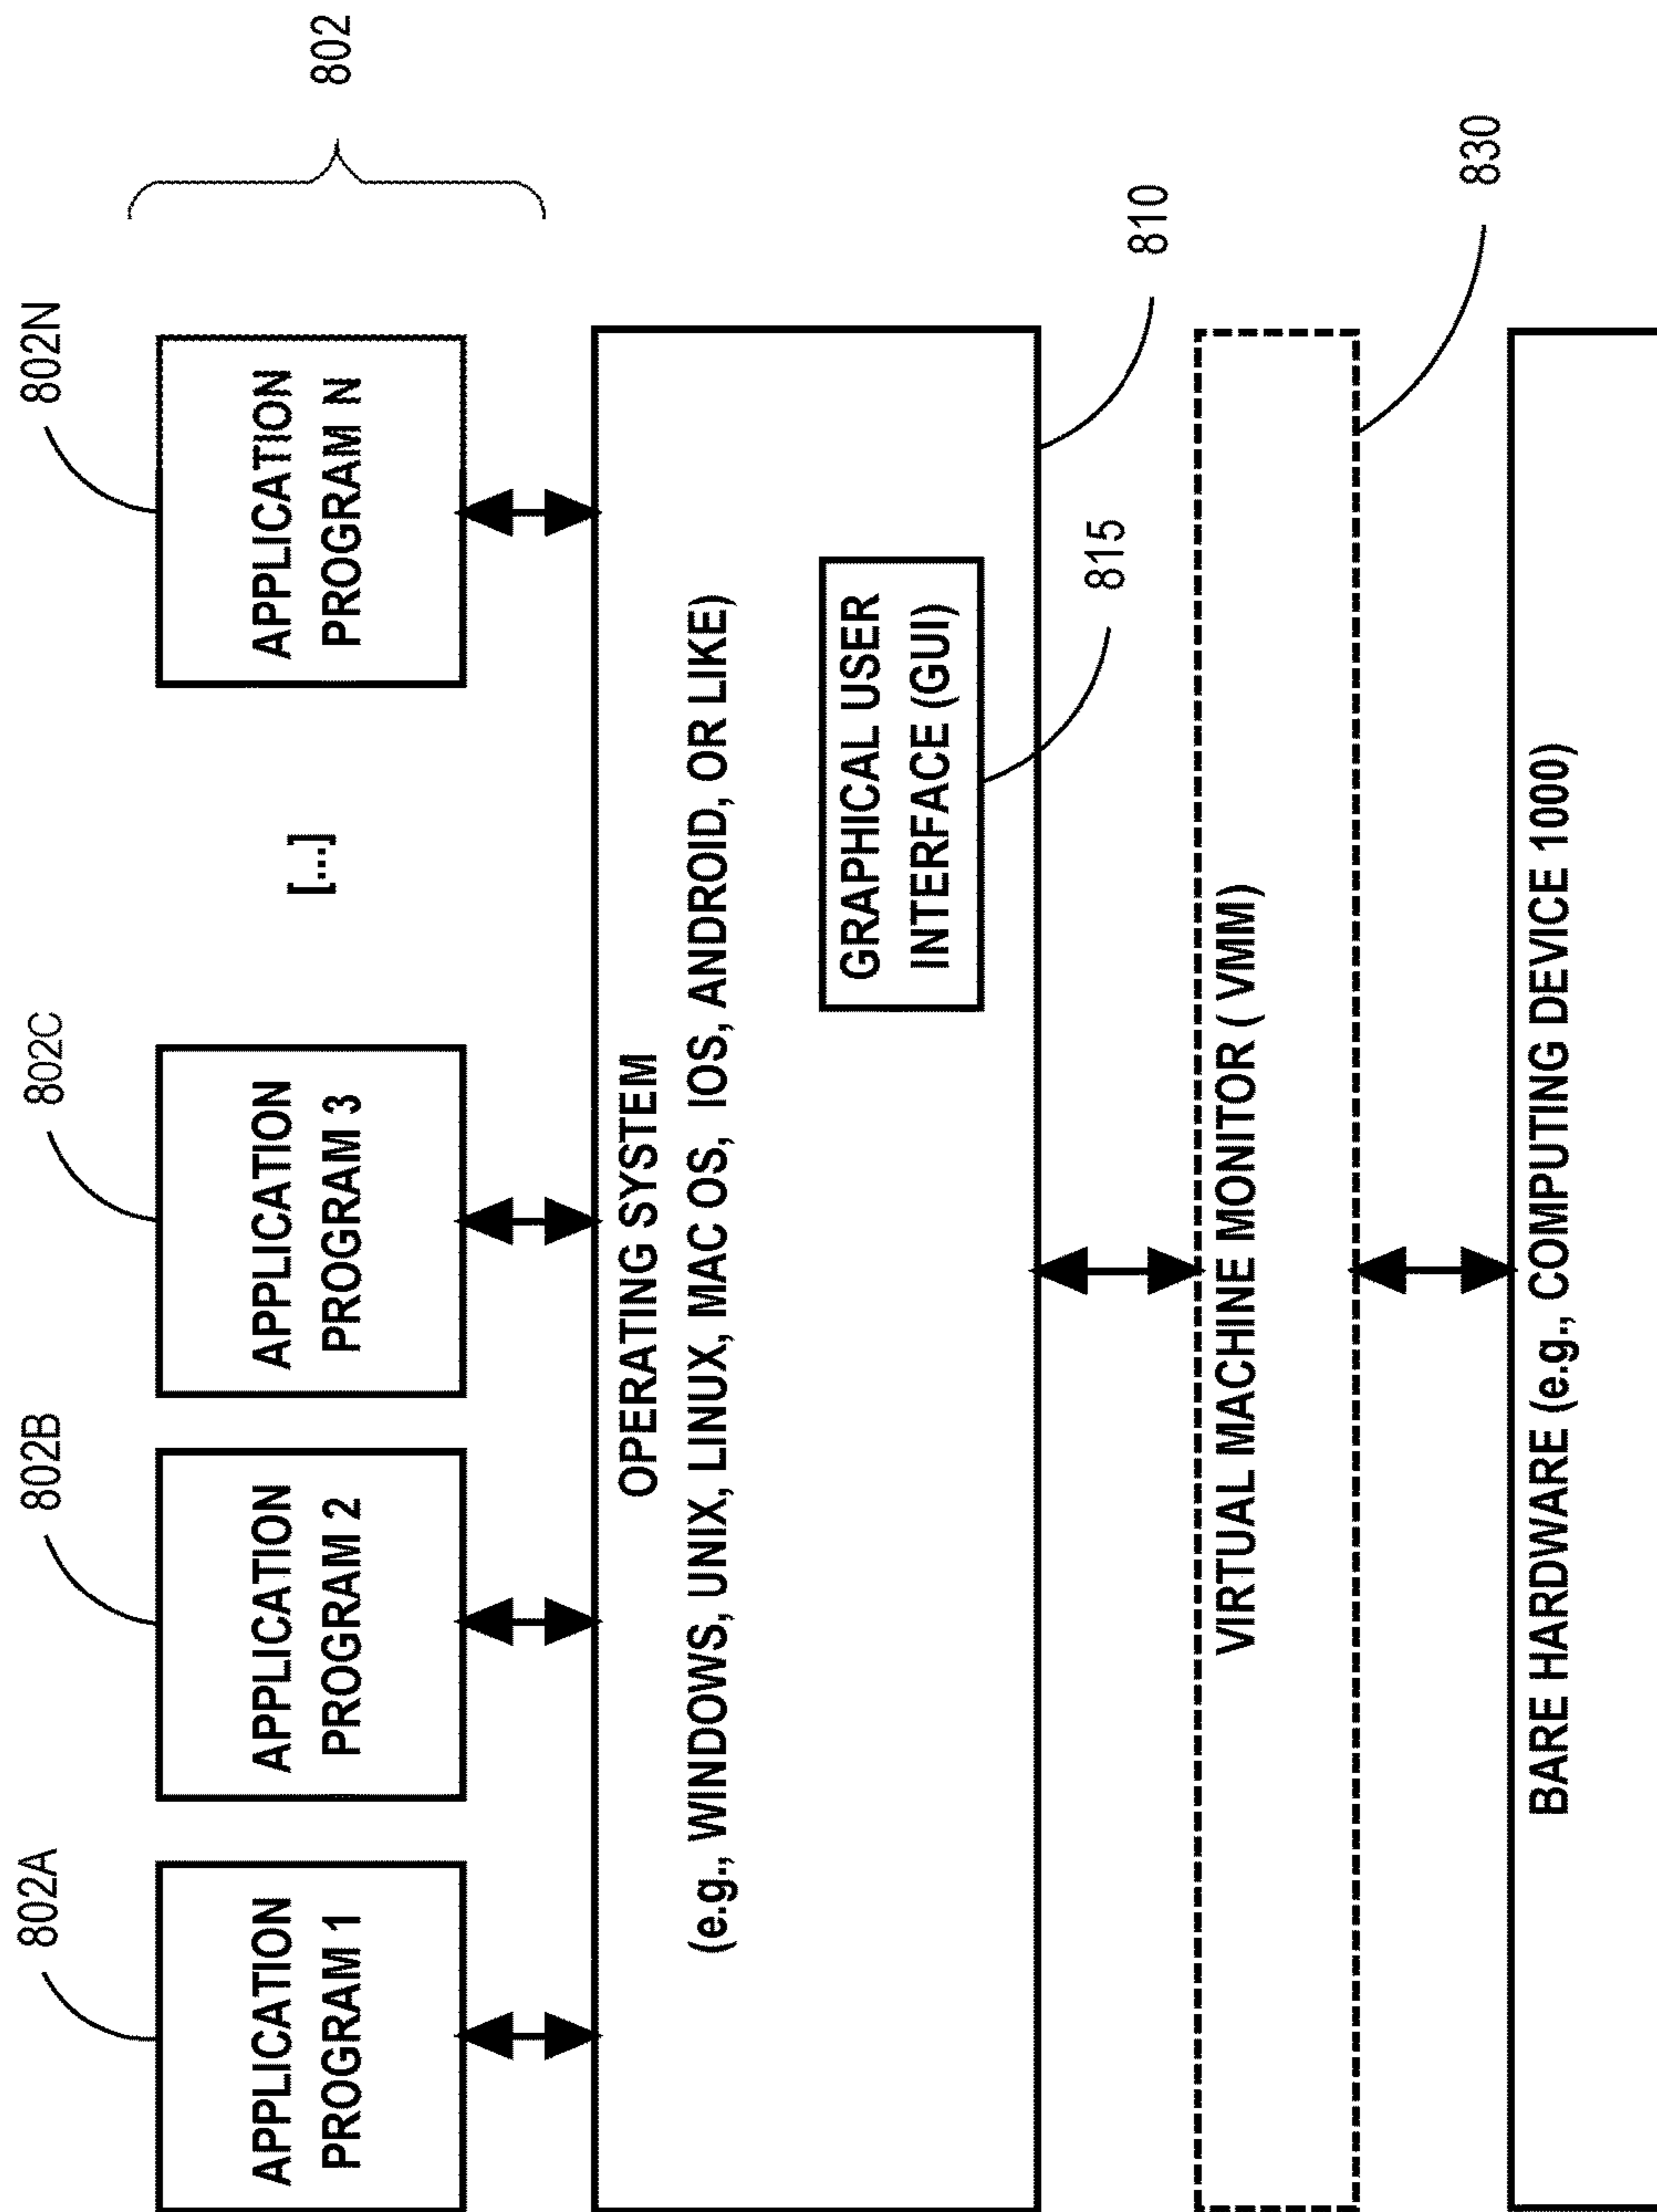 802
802A
802B
802C
802N
APPLICATION
PROGRAM 1
APPLICATION
PROGRAM 2
APPLICATION
PROGRAM 3
[...]
APPLICATION
PROGRAM N
OPERATING SYSTEM
(e.g., WINDOWS, UNIX, LINUX, MAC OS, IOS, ANDROID, OR LIKE)
GRAPHICAL USER
INTERFACE (GUI)
810
815
VIRTUAL MACHINE MONITOR ( VMM)
830
BARE HARDWARE (e.g., COMPUTING DEVICE 1000)